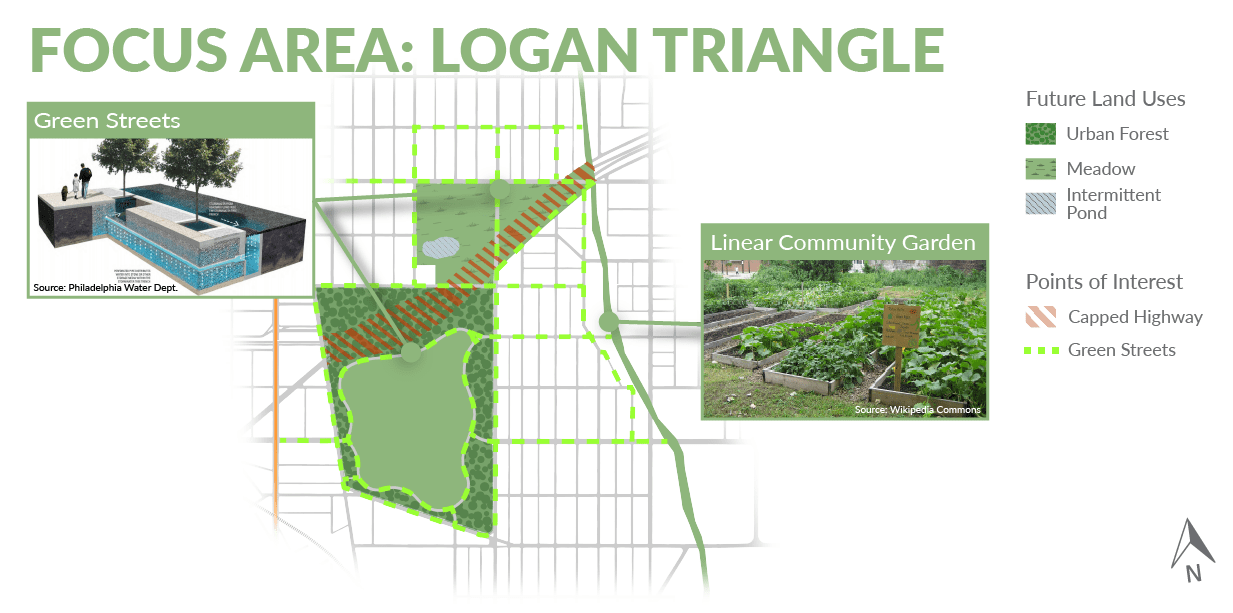 FOCUS AREA: LOGAN TRIANGLE
Green Streets
Source: Philadelphia Water Dept.
Linear Community Garden
Source: Wikipedia Commons
Future Land Uses
Urban Forest
Meadow
Intermittent
Pond
Points of Interest
Capped Highway
Green Streets
N